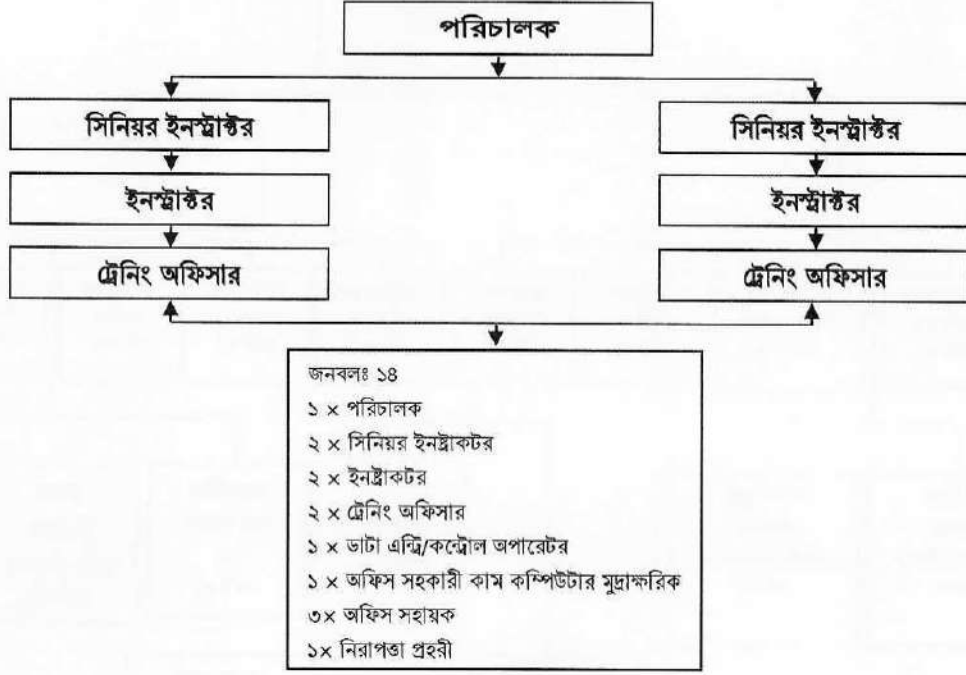 পরিচালক
সিনিয়র ইনস্ট্রাক্টর
সিনিয়র ইনস্ট্রাক্টর
ইনস্ট্রাক্টর
ইনস্ট্রাক্টর
ট্রেনিং অফিসার
ট্রেনিং অফিসার
জনবলঃ ১৪
১ × পরিচালক
২ × সিনিয়র ইনষ্ট্রাকটর
২ × ইনষ্ট্রাকটর
২ × ট্রেনিং অফিসার
১ × ডাটা এন্ট্রি/কন্ট্রোল অপারেটর
১ × অফিস সহকারী কাম কম্পিউটার মুদ্রাক্ষরিক
৩× অফিস সহায়ক
১× নিরাপত্তা প্রহরী